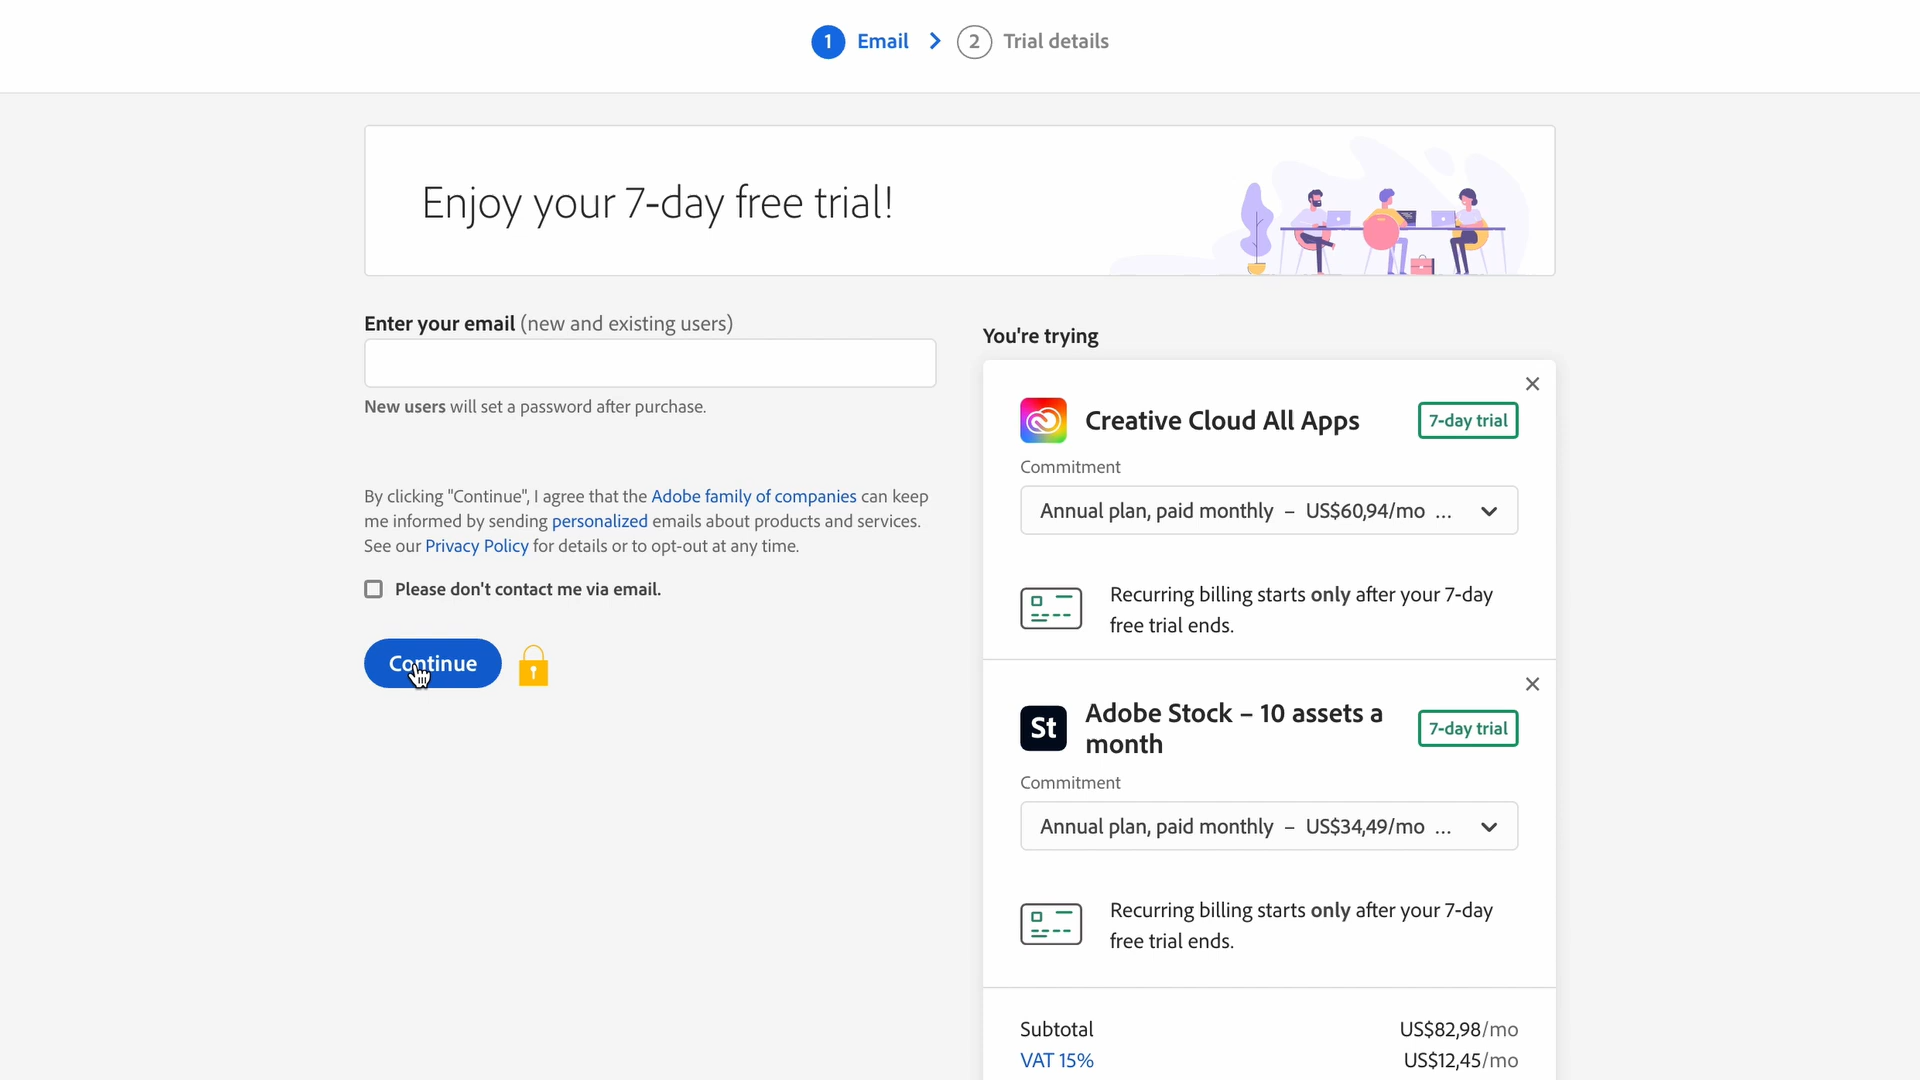 1 Email 2 Trial details
Enjoy your 7-day free trial!
Enter your email (new and existing users)
New users will set a password after purchase.
By clicking "Continue", I agree that the Adobe family of companies can keep
me informed by sending personalized emails about products and services.
See our Privacy Policy for details or to opt-out at any time.
Please don't contact me via email.
Continue
You're trying
Creative Cloud All Apps
7-day trial
Commitment
Annual plan, paid monthly – US$60,94/mo ...
Recurring billing starts only after your 7-day
free trial ends.
St
Adobe Stock – 10 assets a
month
7-day trial
Commitment
Annual plan, paid monthly – US$34,49/mo ...
Recurring billing starts only after your 7-day
free trial ends.
Subtotal US$82,98/mo
VAT 15% US$12,45/mo